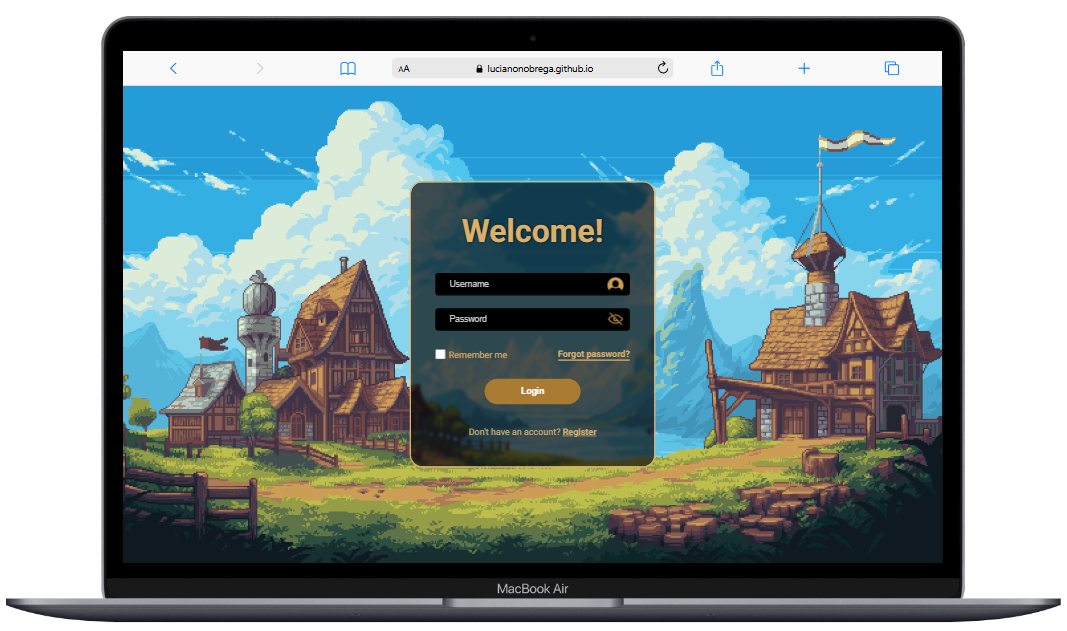 AA lucianonobrega.github.io
Welcome!
Username
Password
Remember me Forgot password?
Login
Don't have an account? Register
MacBook Air